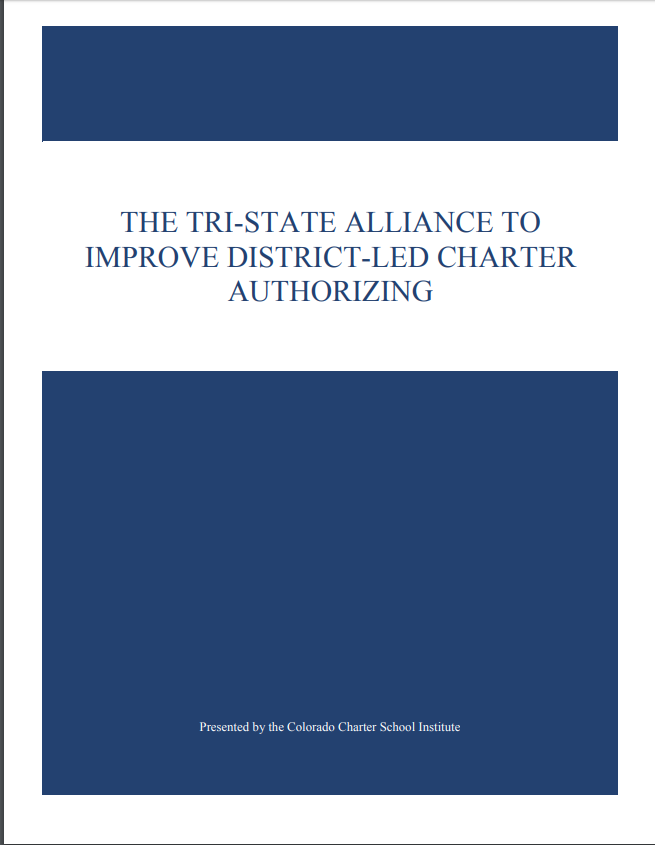 THE TRI-STATE ALLIANCE TO
IMPROVE DISTRICT-LED CHARTER
AUTHORIZING
Presented by the Colorado Charter School Institute